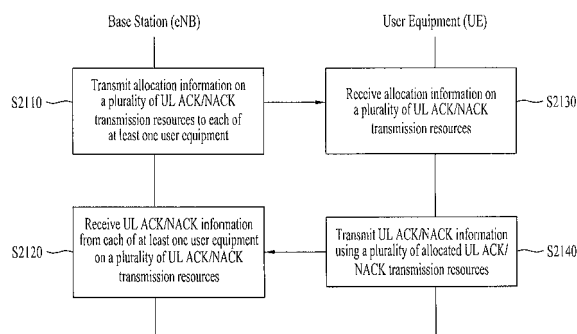 Base Station (eNB)
User Equipment (UE)
S2110
Transmit allocation information on
a plurality of UL ACK/NACK
transmission resources to each of
at least one user equipment
Receive allocation information on
a plurality of UL ACK/NACK
transmission resources
S2130
S2120
Receive UL ACK/NACK information
from each of at least one user equipment
on a plurality of UL ACK/NACK
transmission resources
Transmit UL ACK/NACK information
using a plurality of allocated UL ACK/
NACK transmission resources
S2140